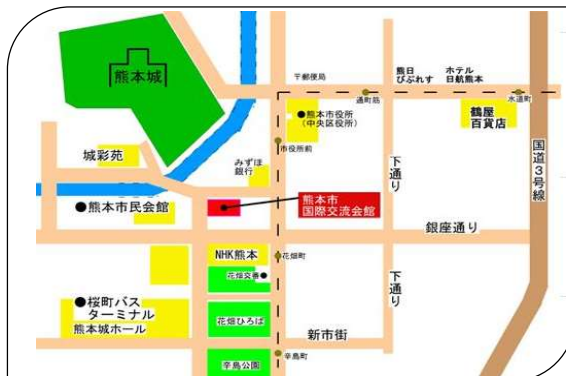 熊本城
〒郵便局
熊日
びぷれす
ホテル
日航熊本
通町筋
水道町
●熊本市役所
（中央区役所）
鶴屋
百貨店
市役所前
城彩苑
みずほ
銀行
下通り
国道3号線
熊本市
国際交流会館
●熊本市民会館
銀座通り
NHK熊本
花畑町
花畑交番●
下通り
●桜町バス
ターミナル
熊本城ホール
花畑ひろば
新市街
辛島町
辛島公園